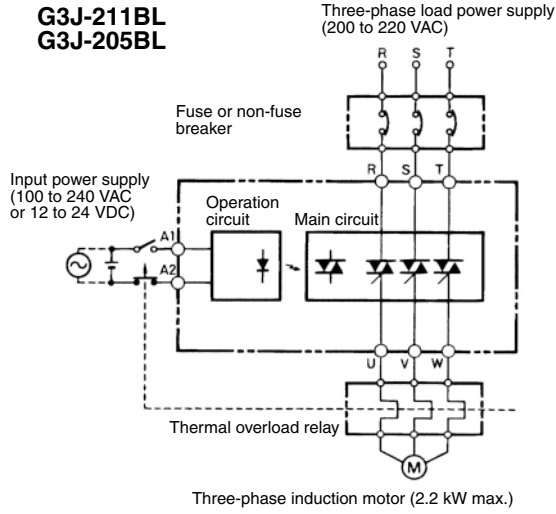 G3J-211BL
G3J-205BL
Three-phase load power supply
(200 to 220 VAC)
R S T
Fuse or non-fuse
breaker
R S T
Input power supply
(100 to 240 VAC
or 12 to 24 VDC)
Operation
circuit
Main circuit
A1
A2
U V W
Thermal overload relay
M
Three-phase induction motor (2.2 kW max.)